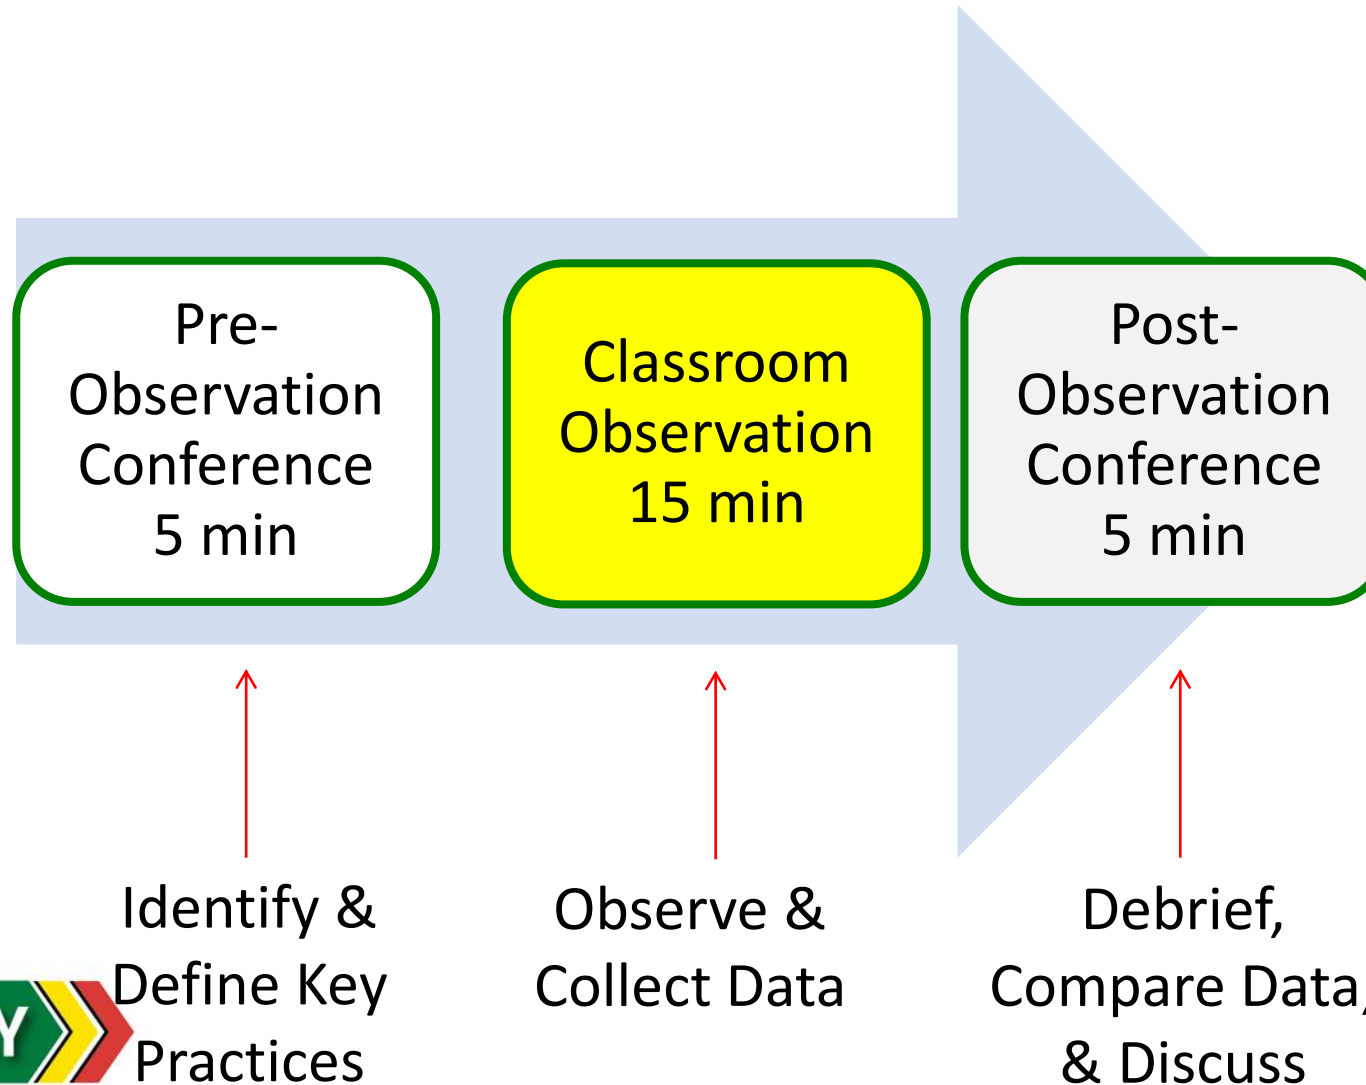 Pre-
Observation
Conference
5 min
Classroom
Observation
15 min
Post-
Observation
Conference
5 min
Identify &
Define Key
Practices
Observe &
Collect Data
Debrief,
Compare Data,
& Discuss
Y